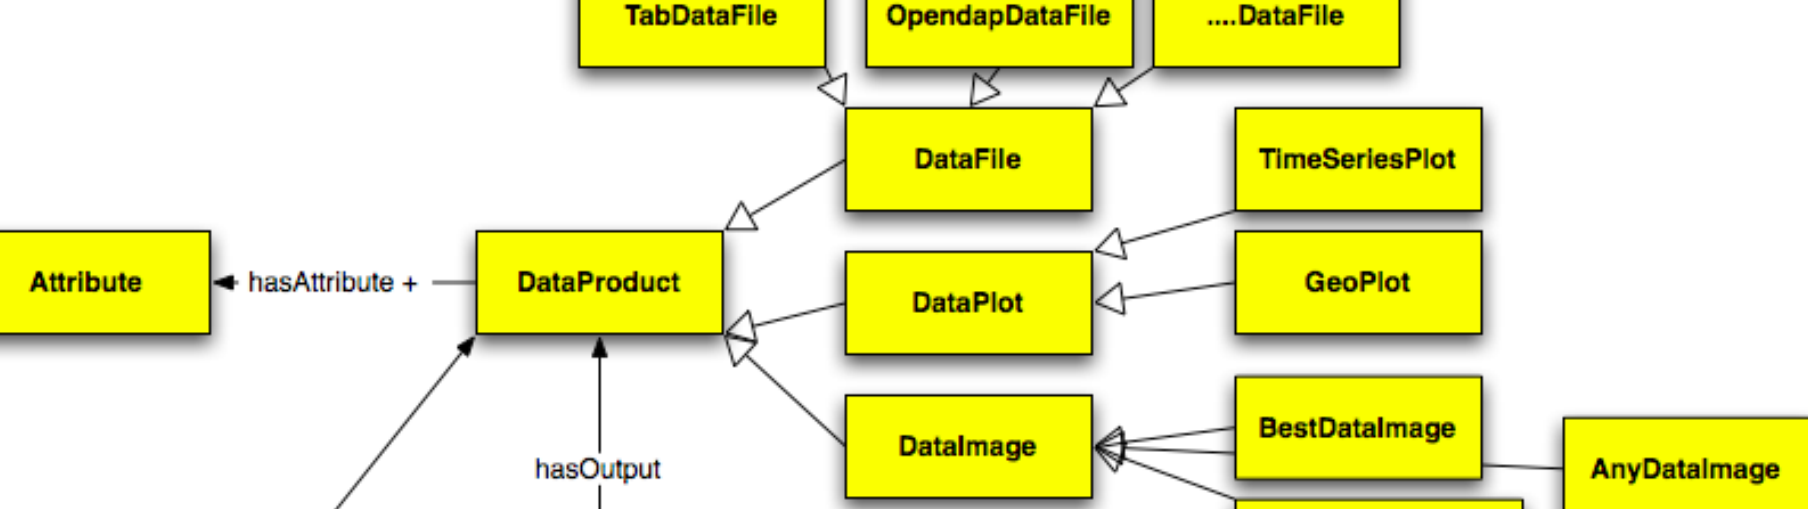 TabDataFile
OpendapDataFile
....DataFile
DataFile
TimeSeriesPlot
Attribute
hasAttribute +
DataProduct
DataPlot
GeoPlot
DataImage
BestDataImage
hasOutput
AnyDataImage